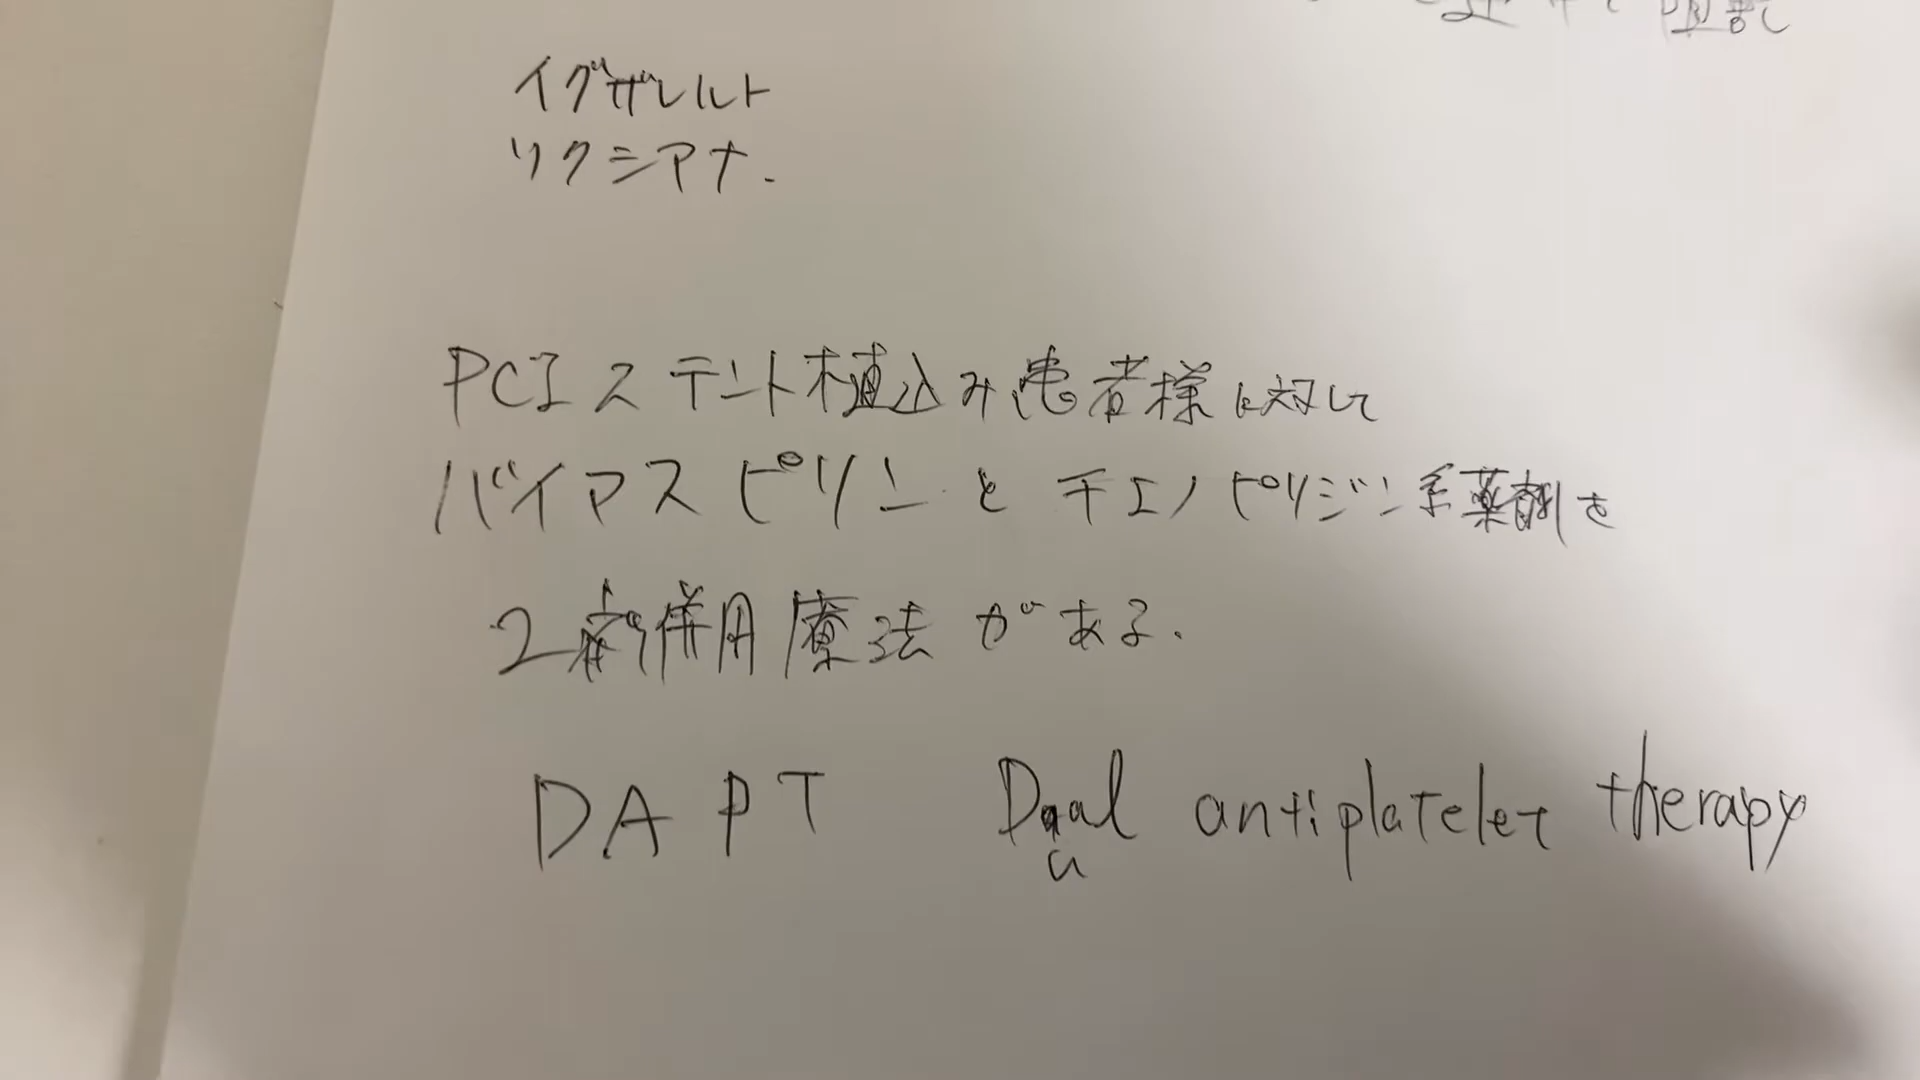 イグザレルト
リクシアナ.
PCIステント植込み患者様に対して
バイアスピリンとチエノピリジン系薬剤を
2剤併用療法がある.
DAPT Dual antiplatelet therapy